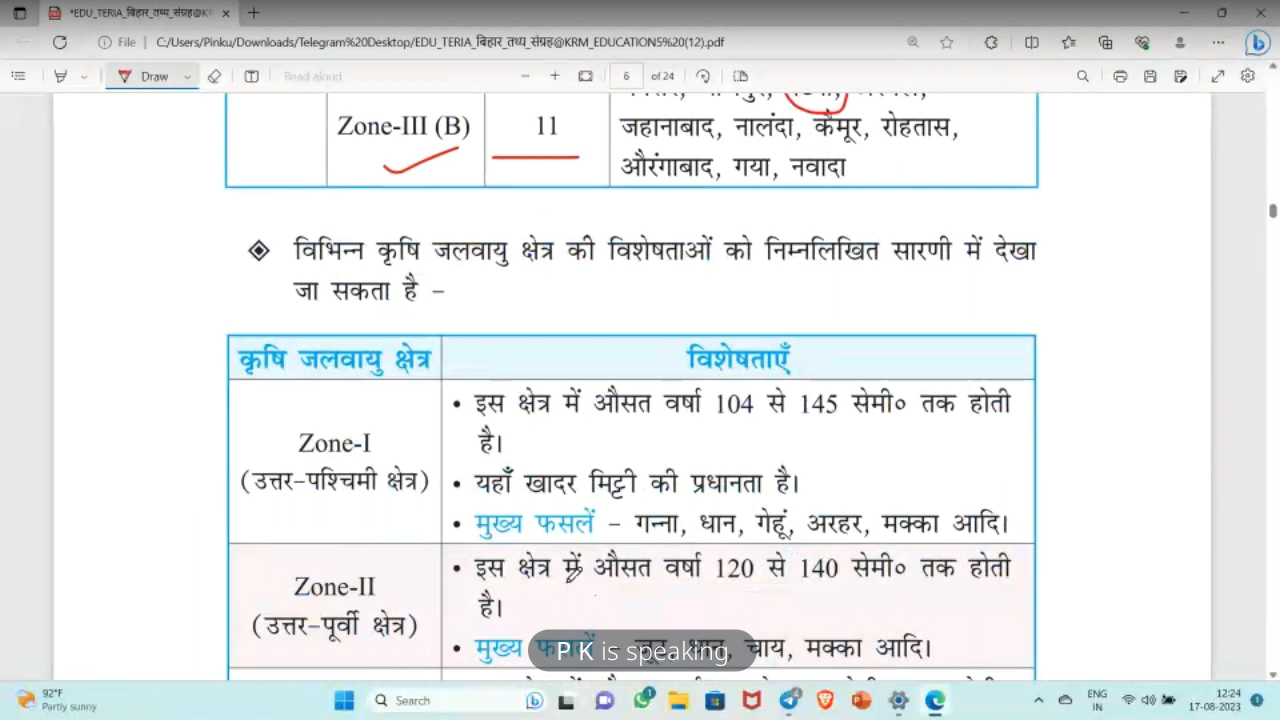 *EDU_TERIA_बिहार_तथ्य_संग्रह@KR
File
C:/Users/Pinku/Downloads/Telegram%20Desktop/EDU_TERIA_बिहार_तथ्य_संग्रह@KRM_EDUCATION5%20(12).pdf
Draw
Read aloud
6 of 24
Zone-III (B)
11
जहानाबाद, नालंदा, कैमूर, रोहतास,
औरंगाबाद, गया, नवादा
विभिन्न कृषि जलवायु क्षेत्र की विशेषताओं को निम्नलिखित सारणी में देखा
जा सकता है –
कृषि जलवायु क्षेत्र
विशेषताएँ
Zone-I
(उत्तर-पश्चिमी क्षेत्र)
• इस क्षेत्र में औसत वर्षा 104 से 145 सेमी० तक होती
है।
• यहाँ खादर मिट्टी की प्रधानता है।
• मुख्य फसलें – गन्ना, धान, गेहूं, अरहर, मक्का आदि।
Zone-II
(उत्तर-पूर्वी क्षेत्र)
• इस क्षेत्र में औसत वर्षा 120 से 140 सेमी० तक होती
है।
• मुख्य फसलें – जूट, धान, चाय, मक्का आदि।
P K is speaking
92°F
Partly sunny
Search
ENG
IN
12:24
17-08-2023